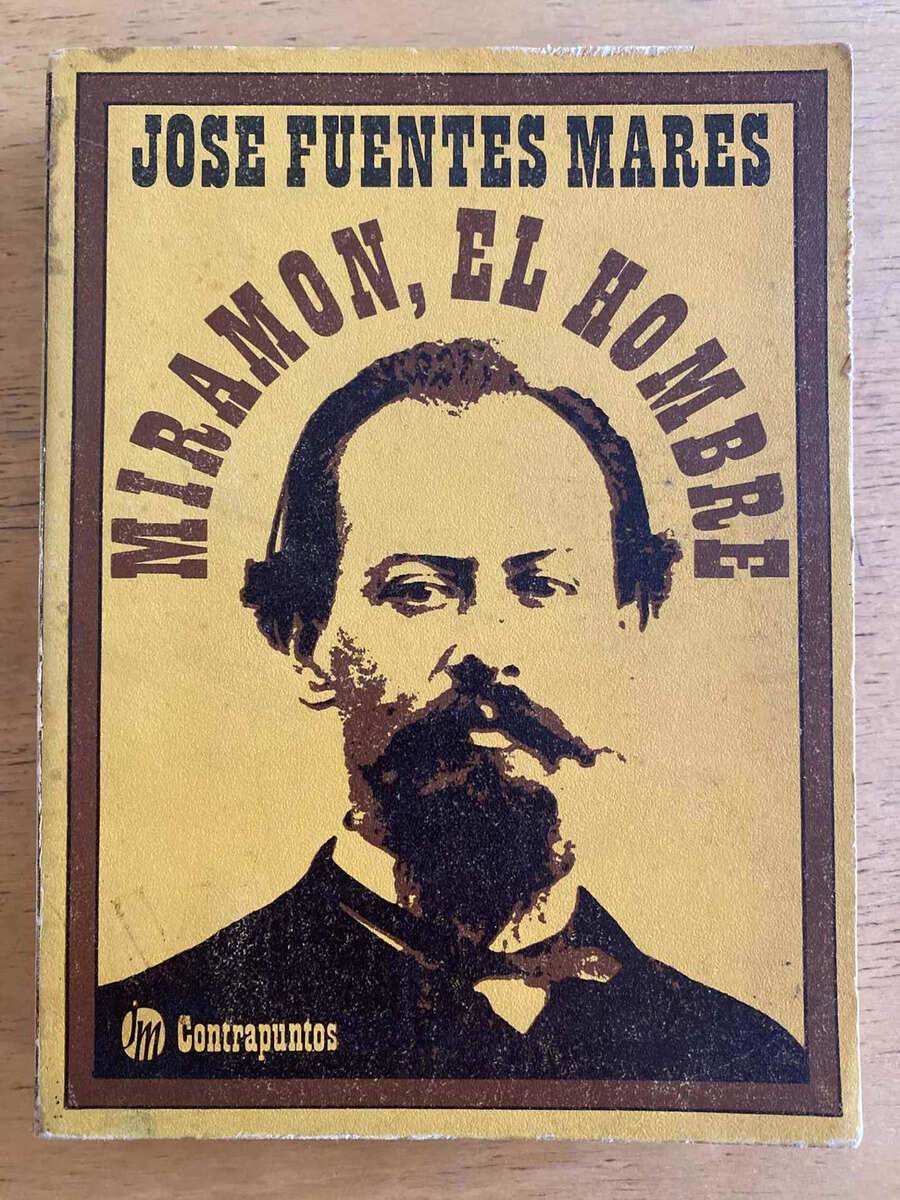 JOSE FUENTES MARES
MIRAMON, EL HOMBRE
jm Contrapuntos